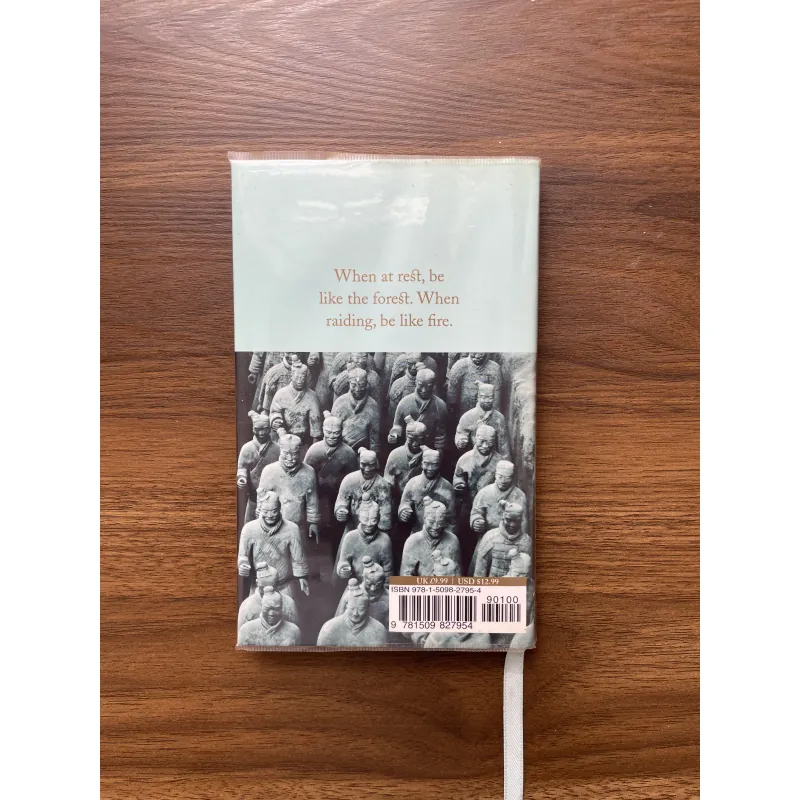 When at rest, be
like the forest. When
raiding, be like fire.
UK £9.99 | USD $12.99
ISBN 978-1-5098-2795-4
90100
9 781509 827954